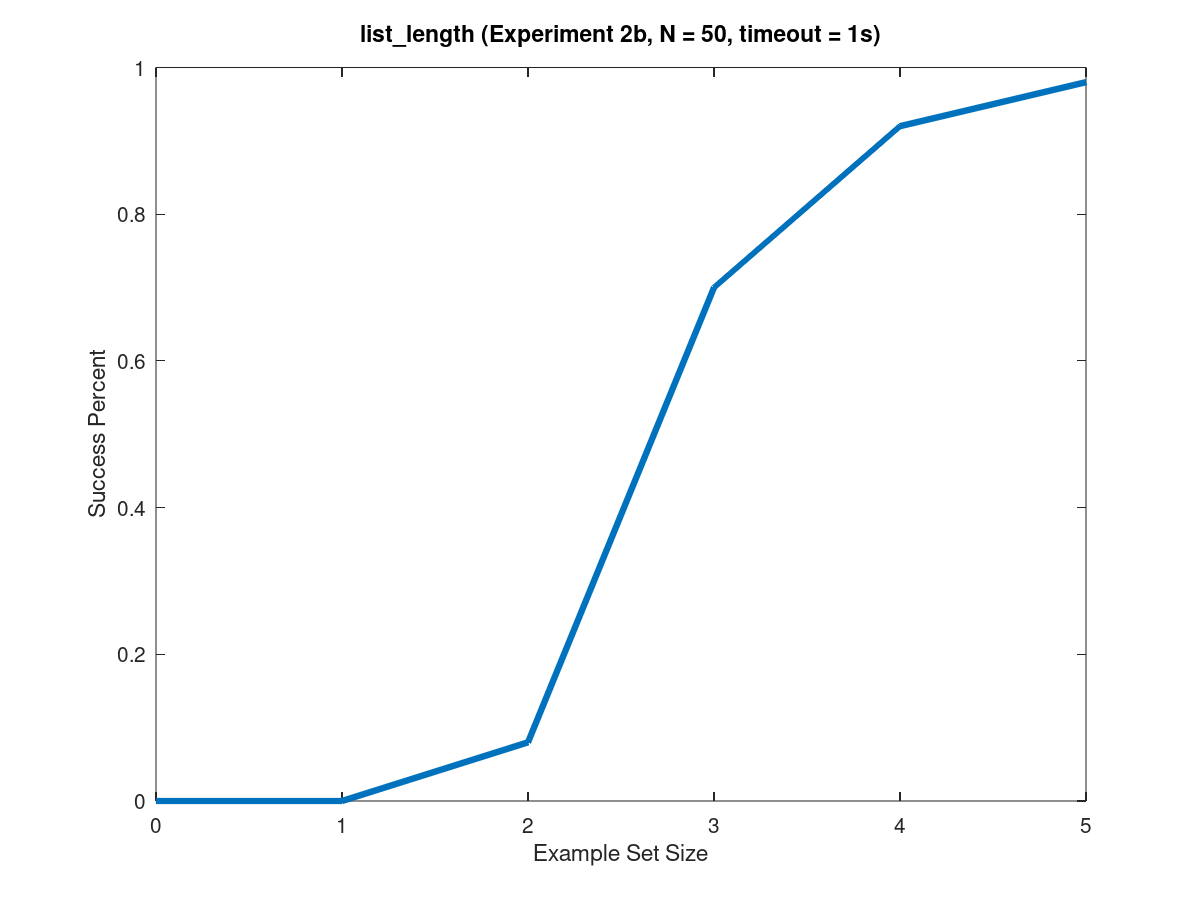 list_length (Experiment 2b, N = 50, timeout = 1s)
1
0.8
0.6
0.4
0.2
0
Success Percent
0 1 2 3 4 5
Example Set Size